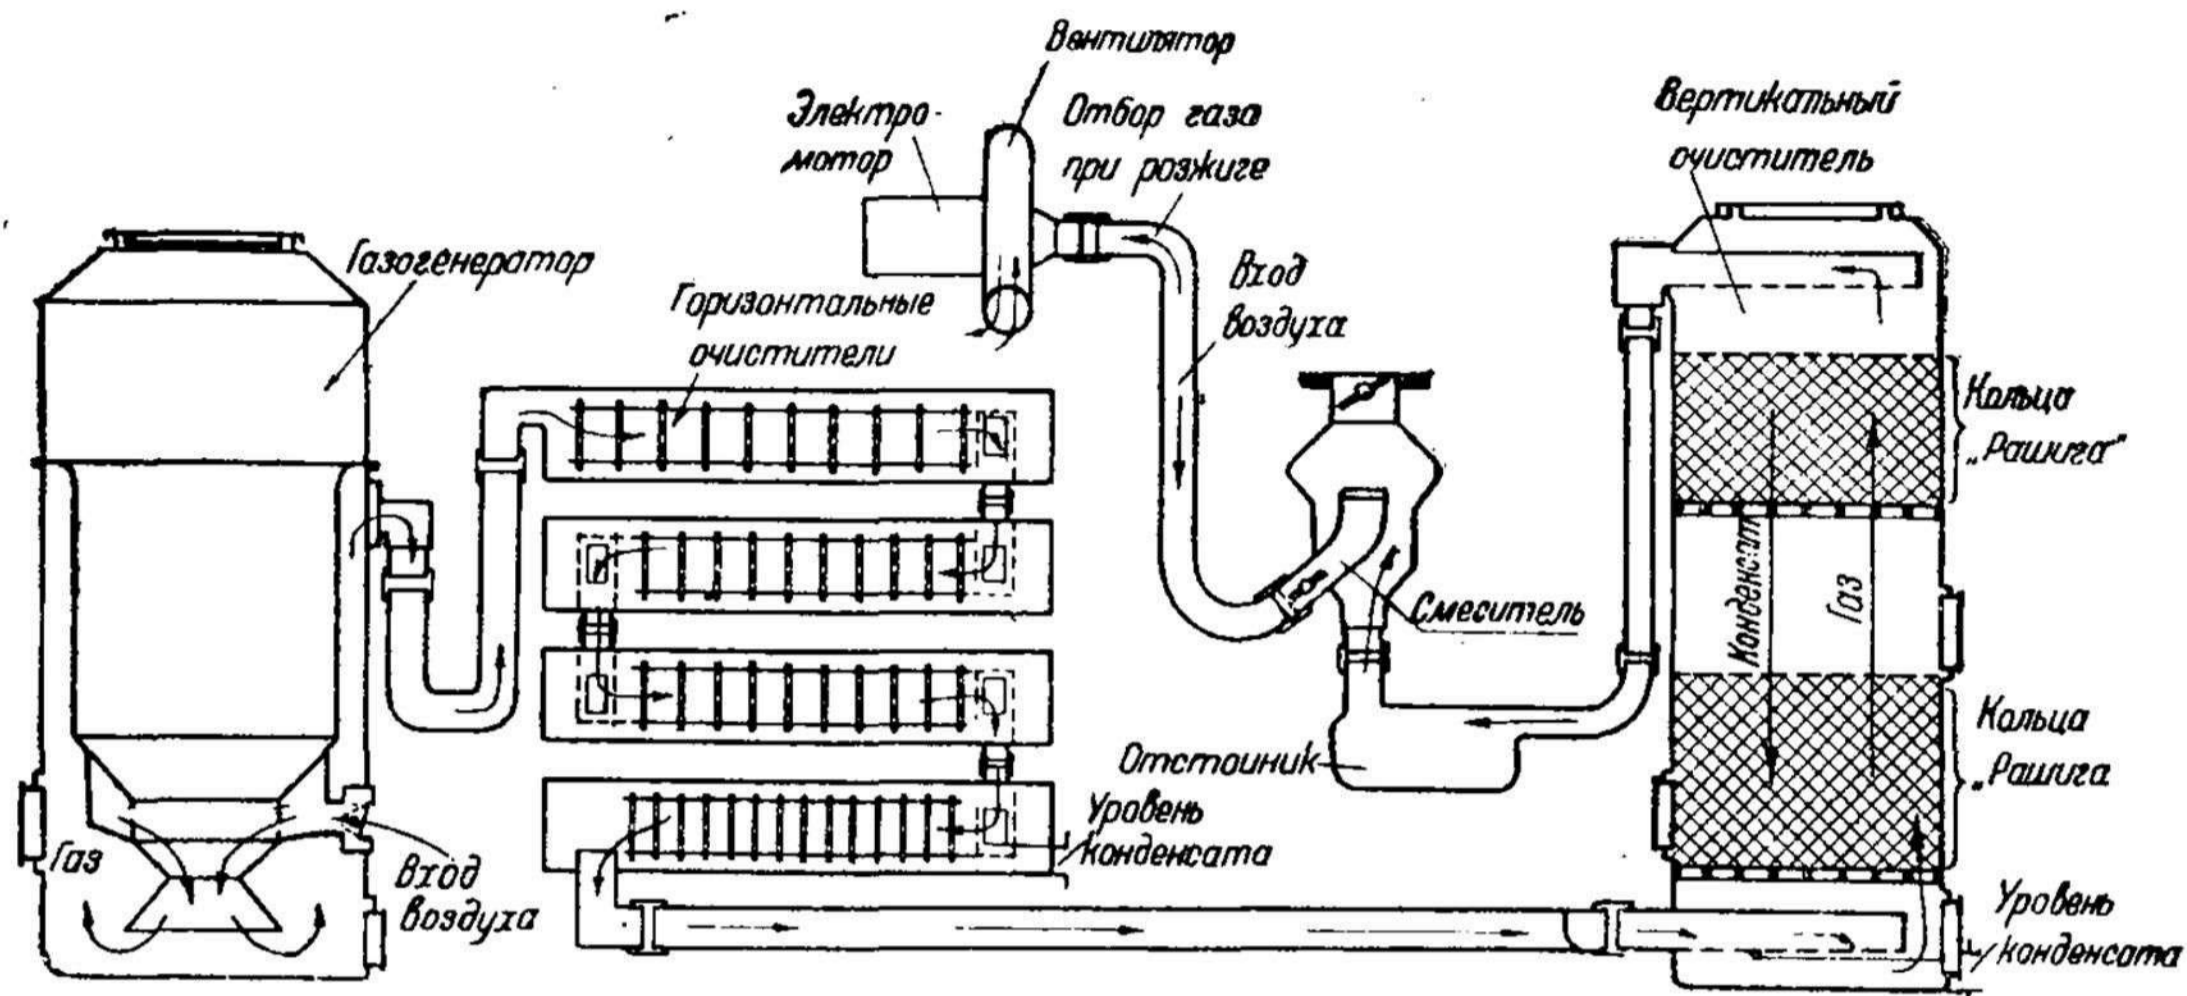 Вентилятор
Электро-
мотор
Отбор газа
при розжиге
Вертикальный
очиститель
Газогенератор
Горизонтальные
очистители
Вход
воздуха
Кольца
„Рашига"
Конденсат
Газ
Смеситель
Отстойник
Кольца
„Рашига
Уровень
конденсата
Газ
Вход
воздуха
Уровень
конденсата